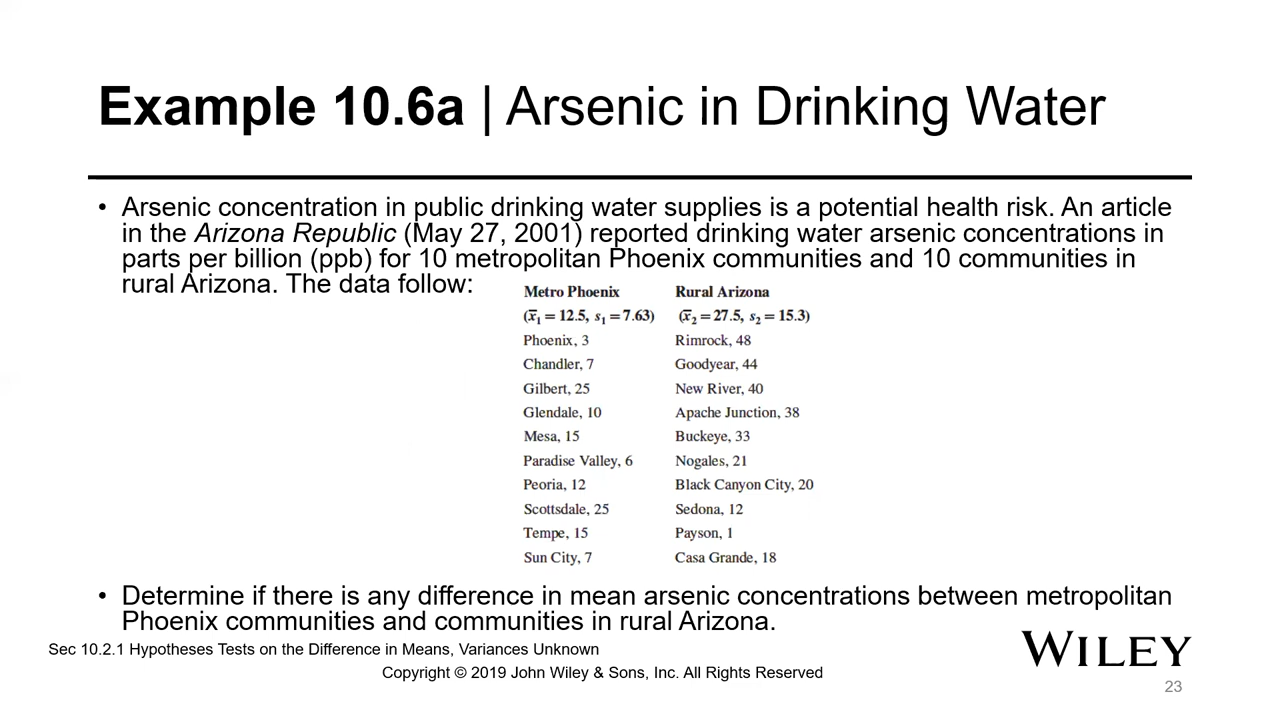 Example 10.6a | Arsenic in Drinking Water
• Arsenic concentration in public drinking water supplies is a potential health risk. An article
in the Arizona Republic (May 27, 2001) reported drinking water arsenic concentrations in
parts per billion (ppb) for 10 metropolitan Phoenix communities and 10 communities in
rural Arizona. The data follow:
Metro Phoenix Rural Arizona
(x̅₁ = 12.5, s₁ = 7.63) (x̅₂ = 27.5, s₂ = 15.3)
Phoenix, 3 Rimrock, 48
Chandler, 7 Goodyear, 44
Gilbert, 25 New River, 40
Glendale, 10 Apache Junction, 38
Mesa, 15 Buckeye, 33
Paradise Valley, 6 Nogales, 21
Peoria, 12 Black Canyon City, 20
Scottsdale, 25 Sedona, 12
Tempe, 15 Payson, 1
Sun City, 7 Casa Grande, 18
• Determine if there is any difference in mean arsenic concentrations between metropolitan
Phoenix communities and communities in rural Arizona.
Sec 10.2.1 Hypotheses Tests on the Difference in Means, Variances Unknown
WILEY
Copyright © 2019 John Wiley & Sons, Inc. All Rights Reserved
23